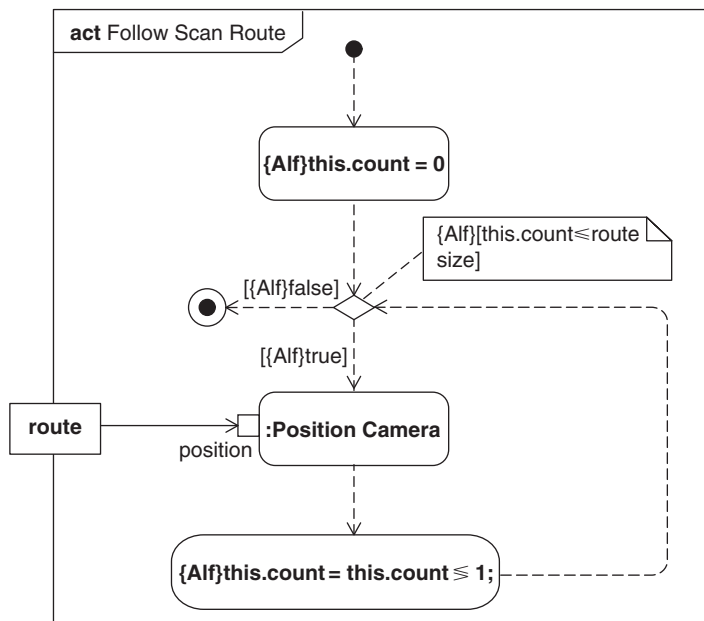 act Follow Scan Route
{Alf}this.count = 0
{Alf}[this.count≤route
size]
[{Alf}false]
[{Alf}true]
route
position
:Position Camera
{Alf}this.count = this.count ≤ 1;